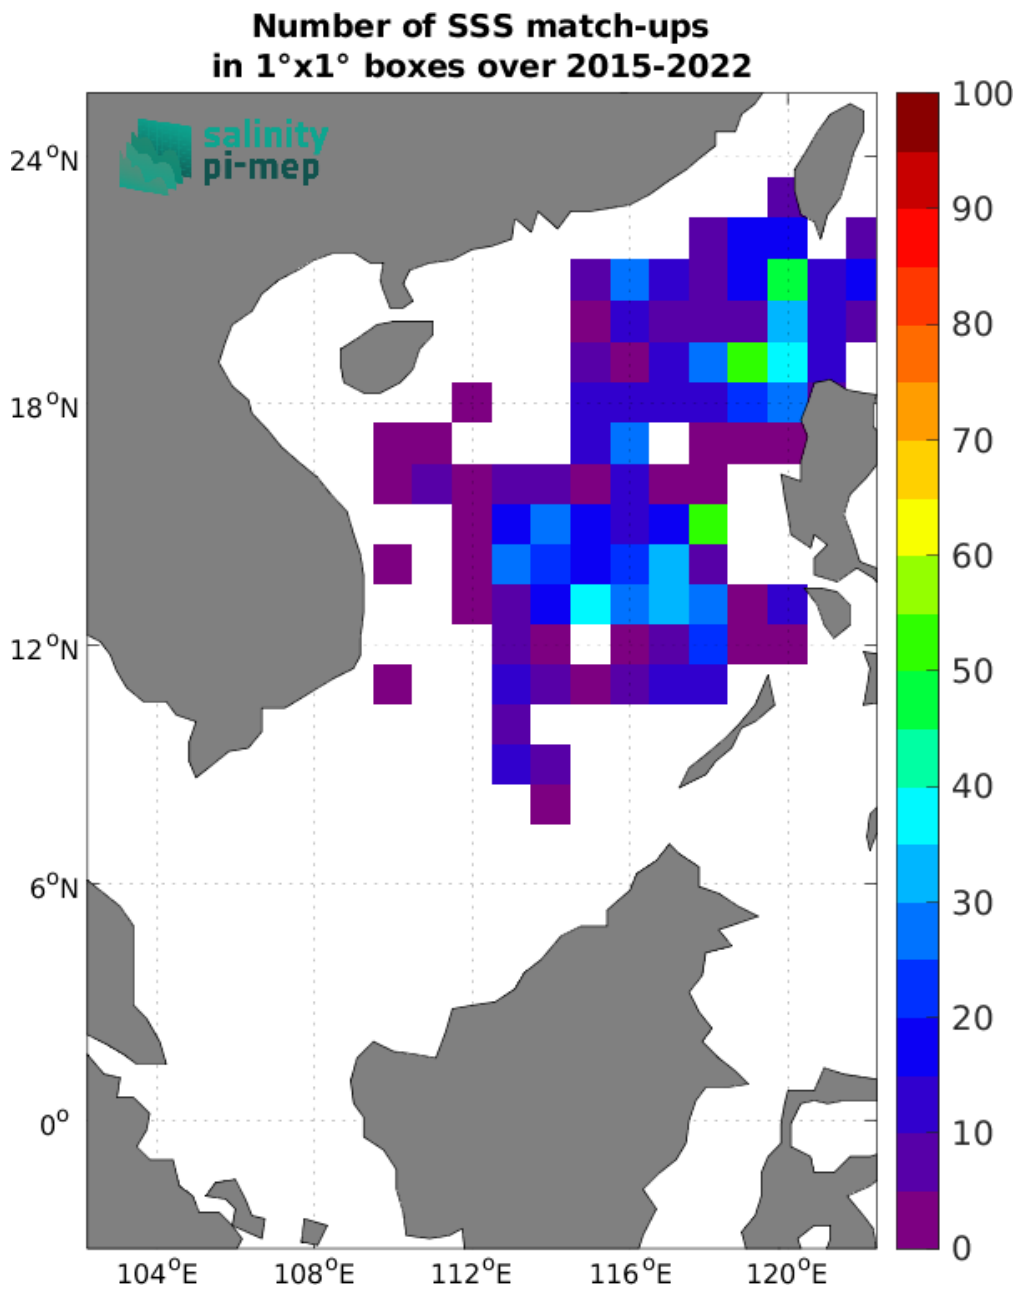 Number of SSS match-ups
in 1°x1° boxes over 2015-2022
salinity
pi-mep
24°N
18°N
12°N
6°N
0°
104°E
108°E
112°E
116°E
120°E
100
90
80
70
60
50
40
30
20
10
0